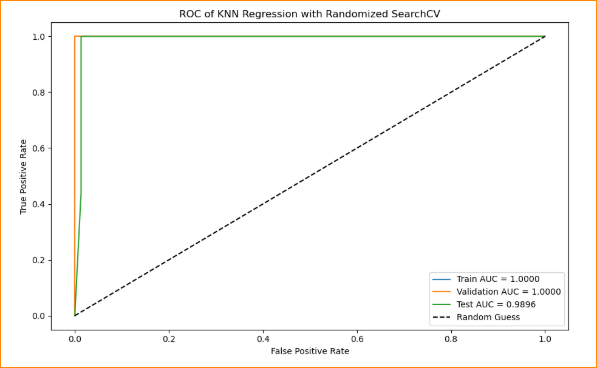 ROC of KNN Regression with Randomized SearchCV
1.0
0.8
0.6
0.4
0.2
0.0
True Positive Rate
0.0 0.2 0.4 0.6 0.8 1.0
False Positive Rate
Train AUC = 1.0000
Validation AUC = 1.0000
Test AUC = 0.9896
Random Guess